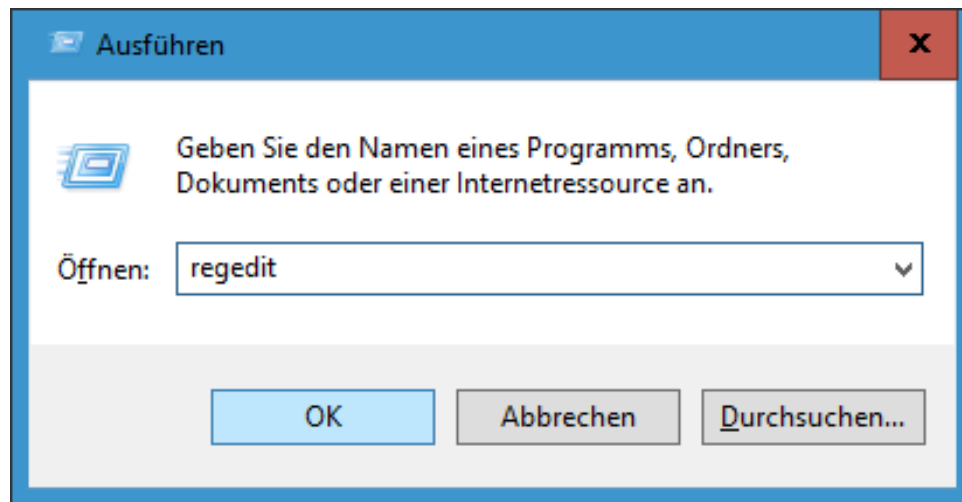 Ausführen
x
Geben Sie den Namen eines Programms, Ordners,
Dokuments oder einer Internetressource an.
Öffnen: regedit
OK Abbrechen Durchsuchen...